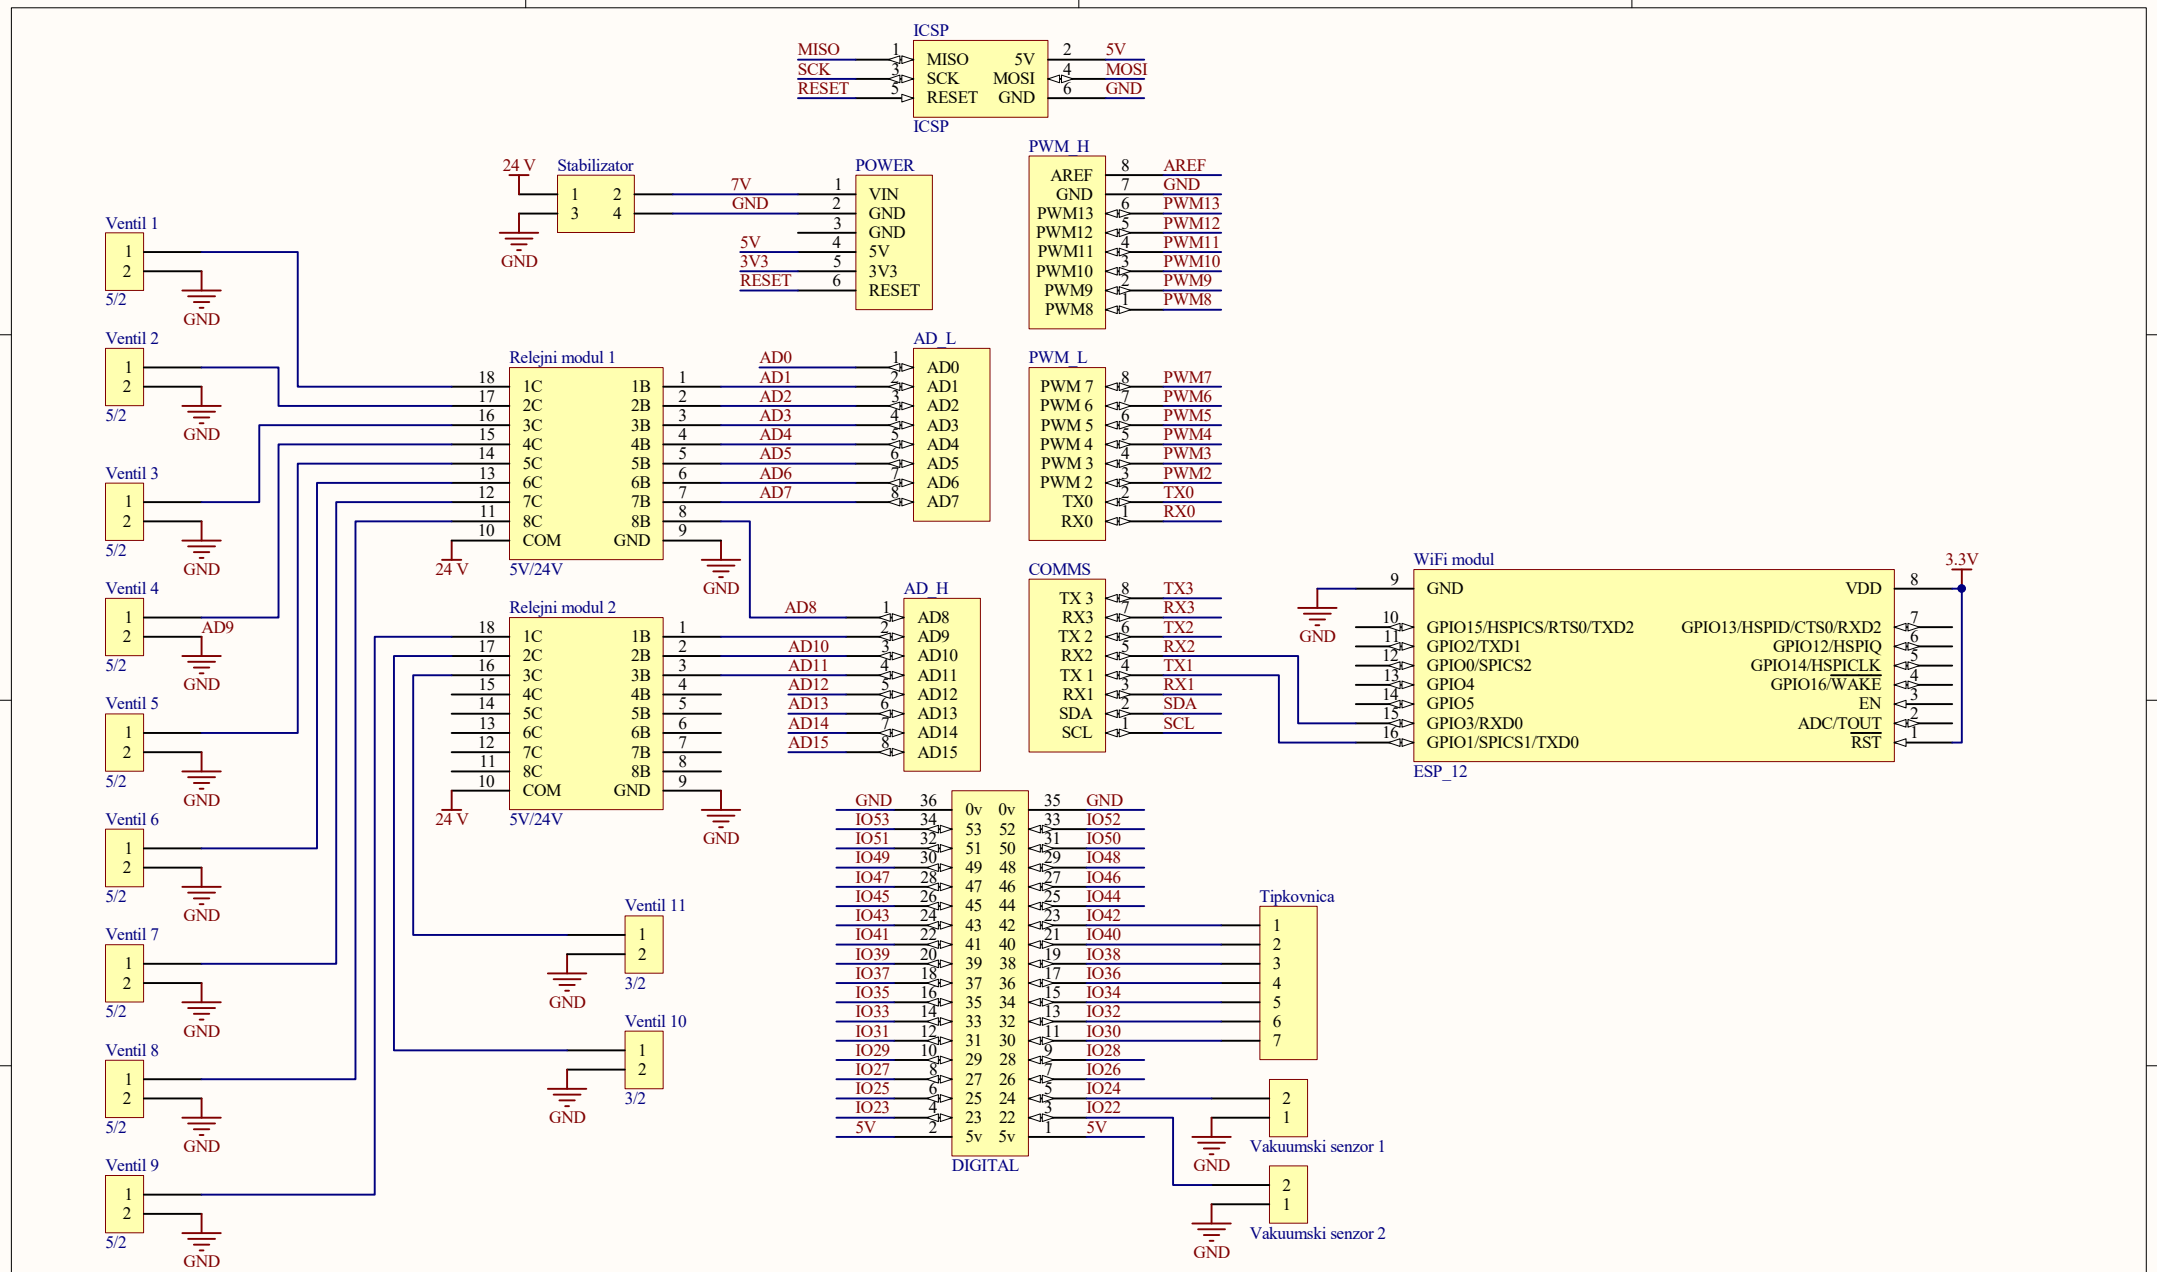 ICSP
MISO 1 MISO 5V 2 5V
SCK 3 SCK MOSI 4 MOSI
RESET 5 RESET GND 6 GND
ICSP
24 V
Stabilizator
1 2
3 4
GND
POWER
7V 1 VIN
GND 2 GND
3 GND
5V 4 5V
3V3 5 3V3
RESET 6 RESET
PWM_H
AREF 8 AREF
GND 7 GND
PWM13 6 PWM13
PWM12 5 PWM12
PWM11 4 PWM11
PWM10 3 PWM10
PWM9 2 PWM9
PWM8 1 PWM8
Ventil 1
1
2
5/2
GND
Ventil 2
1
2
5/2
GND
Ventil 3
1
2
5/2
GND
Ventil 4
1
2
AD9
5/2
GND
Ventil 5
1
2
5/2
GND
Ventil 6
1
2
5/2
GND
Ventil 7
1
2
5/2
GND
Ventil 8
1
2
5/2
GND
Ventil 9
1
2
5/2
GND
Relejni modul 1
18 1C 1B 1
17 2C 2B 2
16 3C 3B 3
15 4C 4B 4
14 5C 5B 5
13 6C 6B 6
12 7C 7B 7
11 8C 8B 8
10 COM GND 9
24 V
5V/24V
GND
AD_L
AD0 1 AD0
AD1 2 AD1
AD2 3 AD2
AD3 4 AD3
AD4 5 AD4
AD5 6 AD5
AD6 7 AD6
AD7 8 AD7
PWM_L
PWM 7 8 PWM7
PWM 6 7 PWM6
PWM 5 6 PWM5
PWM 4 5 PWM4
PWM 3 4 PWM3
PWM 2 3 PWM2
TX0 2 TX0
RX0 1 RX0
Relejni modul 2
18 1C 1B 1
17 2C 2B 2
16 3C 3B 3
15 4C 4B 4
14 5C 5B 5
13 6C 6B 6
12 7C 7B 7
11 8C 8B 8
10 COM GND 9
24 V
5V/24V
GND
AD_H
AD8 1 AD8
2 AD9
AD10 3 AD10
AD11 4 AD11
AD12 5 AD12
AD13 6 AD13
AD14 7 AD14
AD15 8 AD15
COMMS
TX 3 8 TX3
RX3 7 RX3
TX 2 6 TX2
RX2 5 RX2
TX 1 4 TX1
RX1 3 RX1
SDA 2 SDA
SCL 1 SCL
WiFi modul
3.3V
9 GND VDD 8
GND
10 GPIO15/HSPICS/RTS0/TXD2 GPIO13/HSPID/CTS0/RXD2 7
11 GPIO2/TXD1 GPIO12/HSPIQ 6
12 GPIO0/SPICS2 GPIO14/HSPICLK 5
13 GPIO4 GPIO16/WAKE 4
14 GPIO5 EN 3
15 GPIO3/RXD0 ADC/TOUT 2
16 GPIO1/SPICS1/TXD0 RST 1
ESP_12
Ventil 11
1
2
3/2
GND
Ventil 10
1
2
3/2
GND
GND 36 0v 0v 35 GND
IO53 34 53 52 33 IO52
IO51 32 51 50 31 IO50
IO49 30 49 48 29 IO48
IO47 28 47 46 27 IO46
IO45 26 45 44 25 IO44
IO43 24 43 42 23 IO42
IO41 22 41 40 21 IO40
IO39 20 39 38 19 IO38
IO37 18 37 36 17 IO36
IO35 16 35 34 15 IO34
IO33 14 33 32 13 IO32
IO31 12 31 30 11 IO30
IO29 10 29 28 9 IO28
IO27 8 27 26 7 IO26
IO25 6 25 24 5 IO24
IO23 4 23 22 3 IO22
5V 2 5v 5v 1 5V
DIGITAL
Tipkovnica
1
2
3
4
5
6
7
2
1
GND
Vakuumski senzor 1
2
1
GND
Vakuumski senzor 2